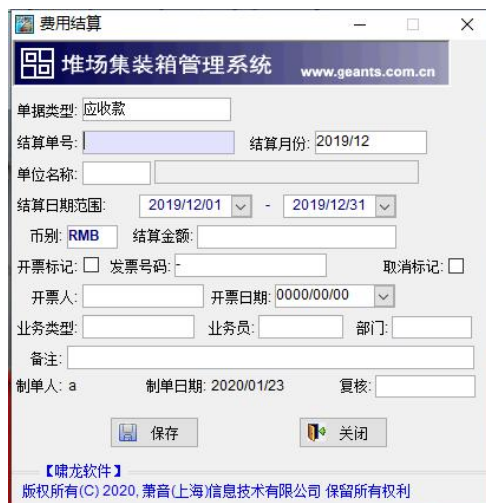 费用结算
堆场集装箱管理系统 www.geants.com.cn
单据类型: 应收款
结算单号: 结算月份: 2019/12
单位名称:
结算日期范围: 2019/12/01 - 2019/12/31
币别: RMB 结算金额:
开票标记: 发票号码: - 取消标记:
开票人: 开票日期: 0000/00/00
业务类型: 业务员: 部门:
备注:
制单人: a 制单日期: 2020/01/23 复核:
保存 关闭
【啸龙软件】
版权所有(C) 2020, 萧音(上海)信息技术有限公司 保留所有权利